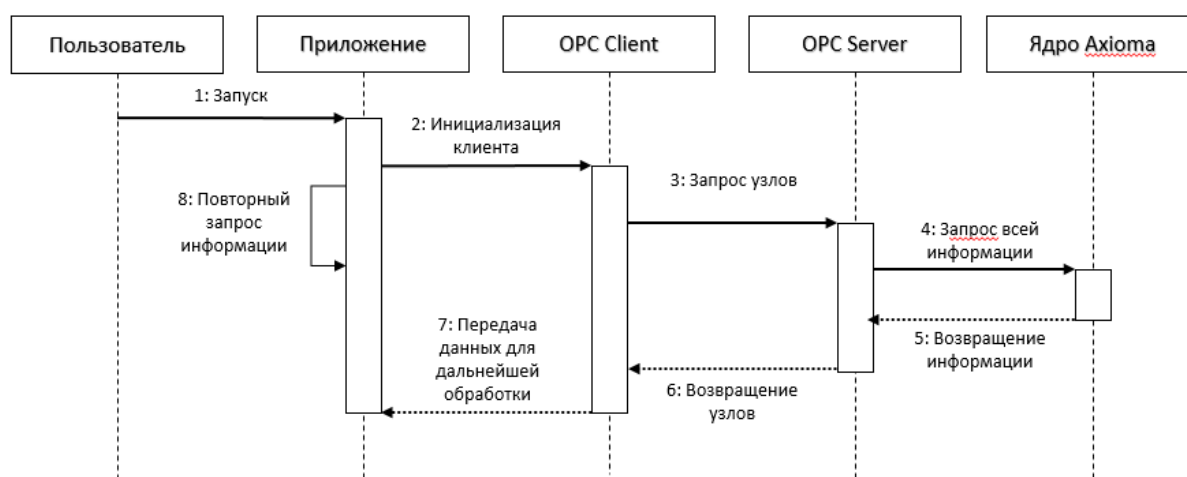 Пользователь
Приложение
OPC Client
OPC Server
Ядро Axioma
1: Запуск
2: Инициализация
клиента
3: Запрос узлов
4: Запрос всей
информации
5: Возвращение
информации
6: Возвращение
узлов
7: Передача
данных для
дальнейшей
обработки
8: Повторный
запрос
информации